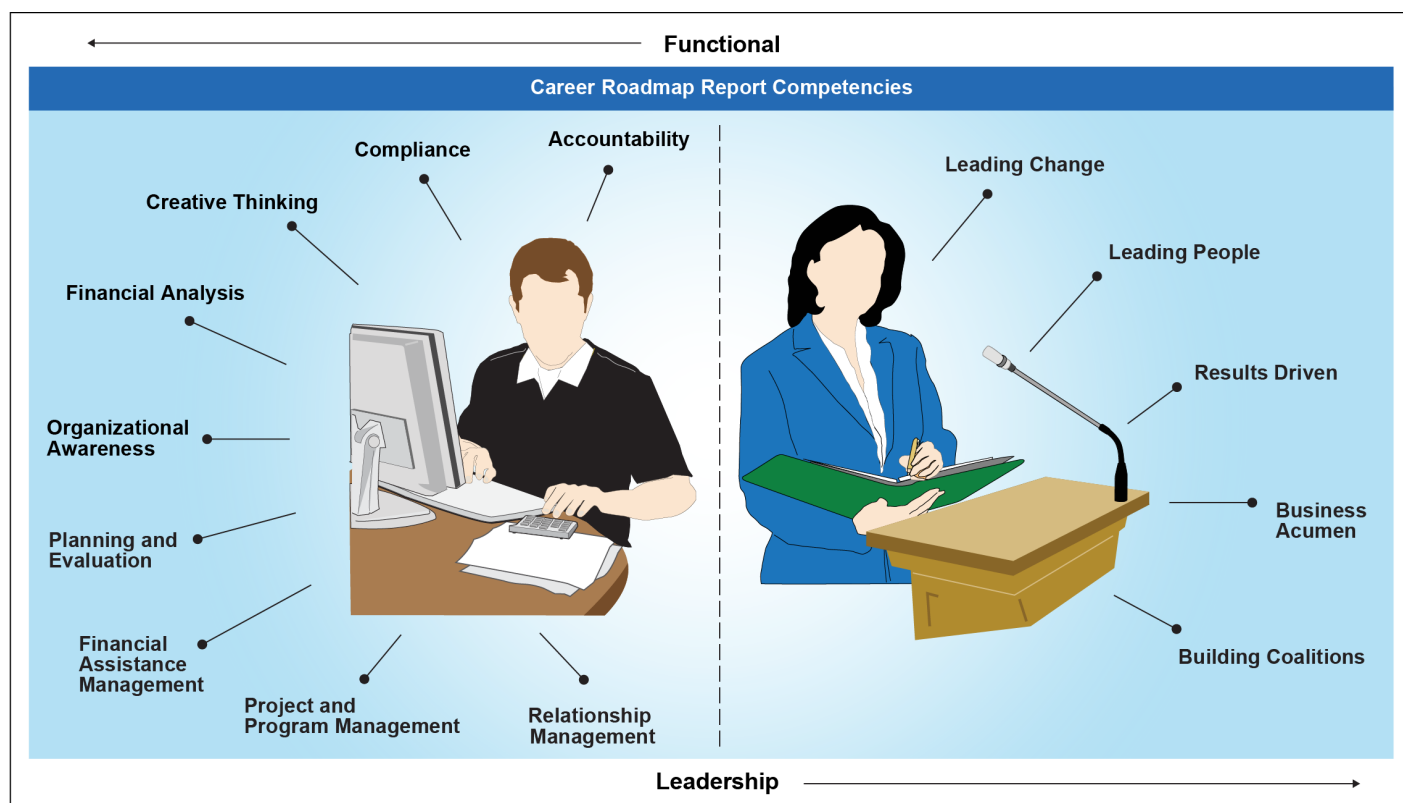 Functional
Career Roadmap Report Competencies
Accountability
Compliance
Creative Thinking
Financial Analysis
Organizational
Awareness
Planning and
Evaluation
Financial
Assistance
Management
Project and
Program Management
Relationship
Management
Leading Change
Leading People
Results Driven
Business
Acumen
Building Coalitions
Leadership